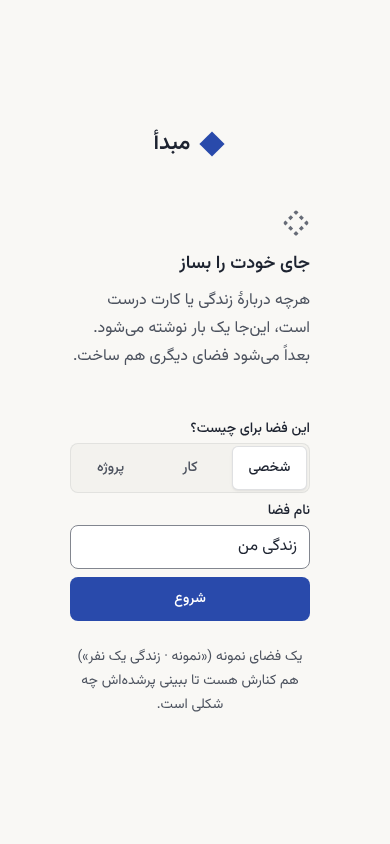 مبدأ
جای خودت را بساز
هرچه دربارهٔ زندگی یا کارت درست
است، این‌جا یک بار نوشته می‌شود.
بعداً می‌شود فضای دیگری هم ساخت.
این فضا برای چیست؟
شخصی کار پروژه
نام فضا
زندگی من
شروع
یک فضای نمونه («نمونه · زندگی یک نفر»)
هم کنارش هست تا ببینی پرشده‌اش چه
شکلی است.